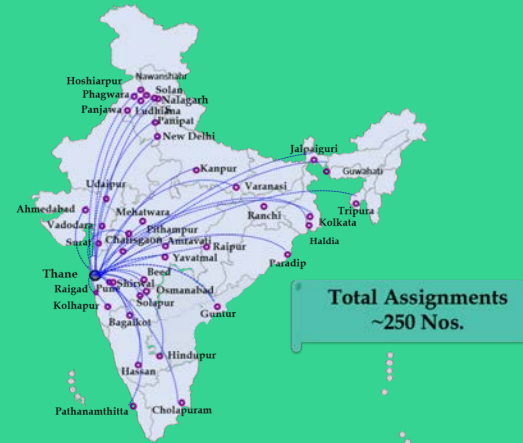 Nawanshahr
Hoshiarpur
Solan
Phagwara
Nalagarh
Panjawa
Ludhiana
Panipat
New Delhi
Jalpaiguri
Kanpur
Guwahati
Udaipur
Varanasi
Ahmedabad
Mehatwara
Ranchi
Tripura
Vadodara
Pithampur
Kolkata
Surat
Chalisgaon
Amravati
Raipur
Haldia
Yavatmal
Paradip
Thane
Beed
Raigad
Pune
Shirwal
Osmanabad
Kolhapur
Solapur
Guntur
Bagalkot
Total Assignments
~250 Nos.
Hindupur
Hassan
Pathanamthitta
Cholapuram